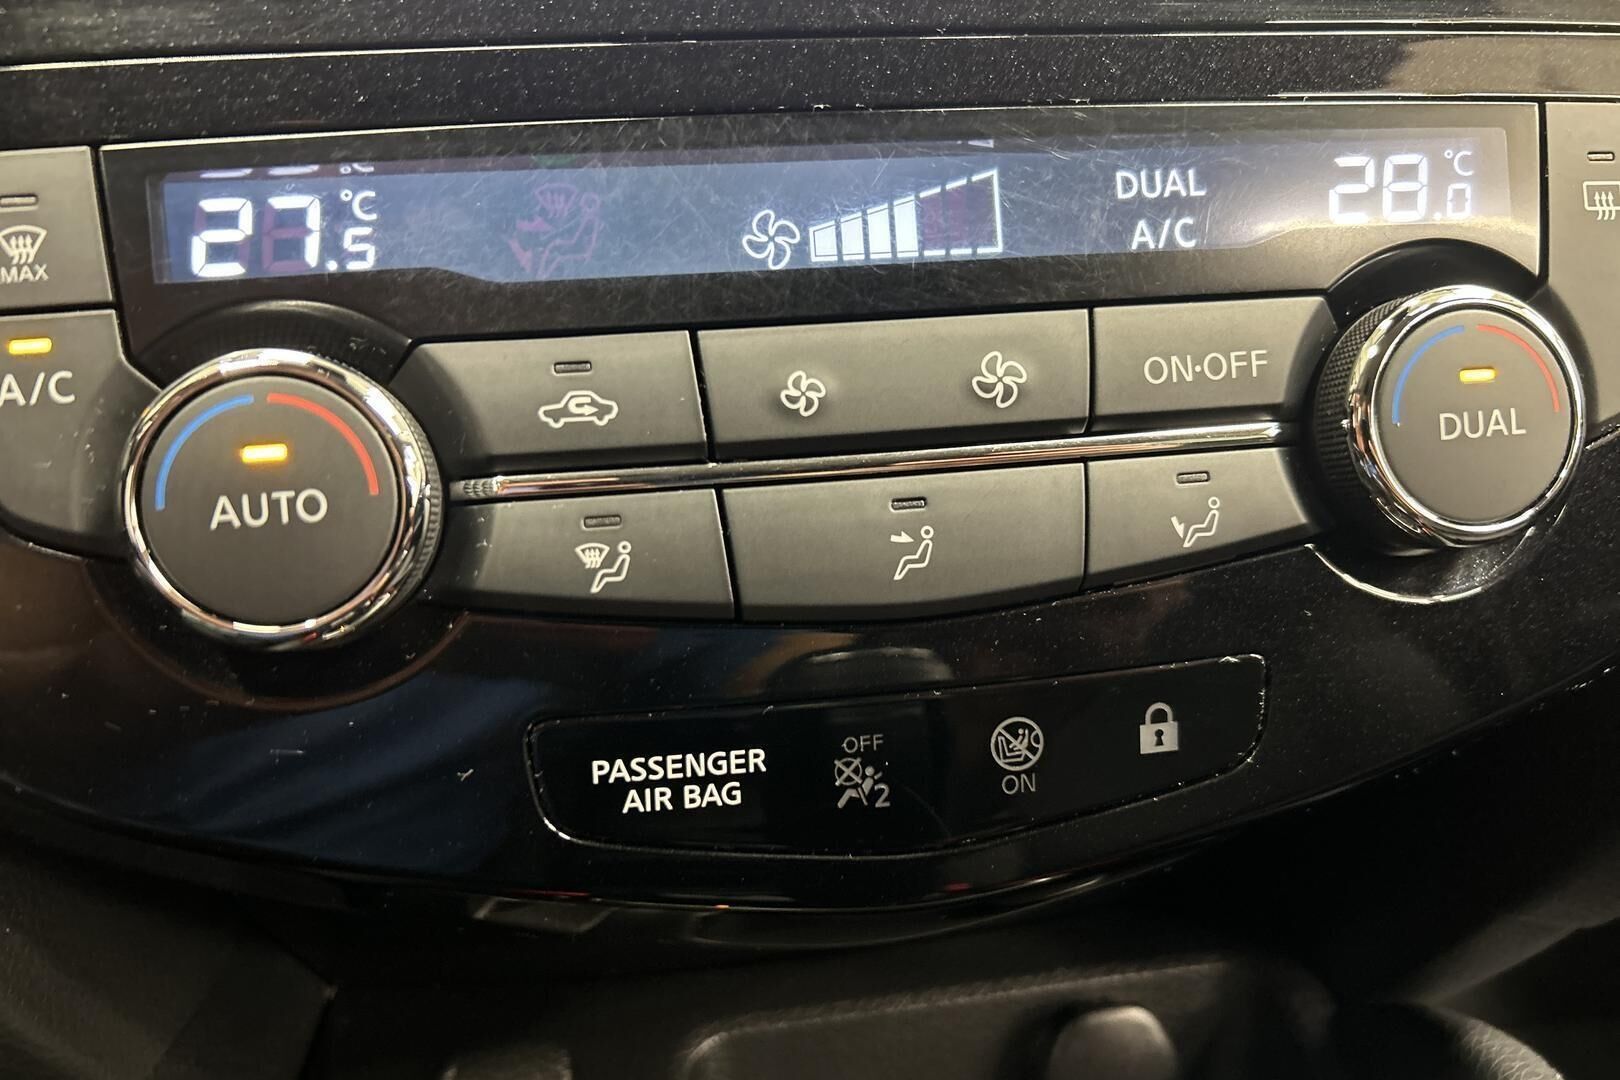 27.5 °C
DUAL
A/C
28.0 °C
MAX
A/C
AUTO
ON·OFF
DUAL
PASSENGER
AIR BAG
OFF
2
ON